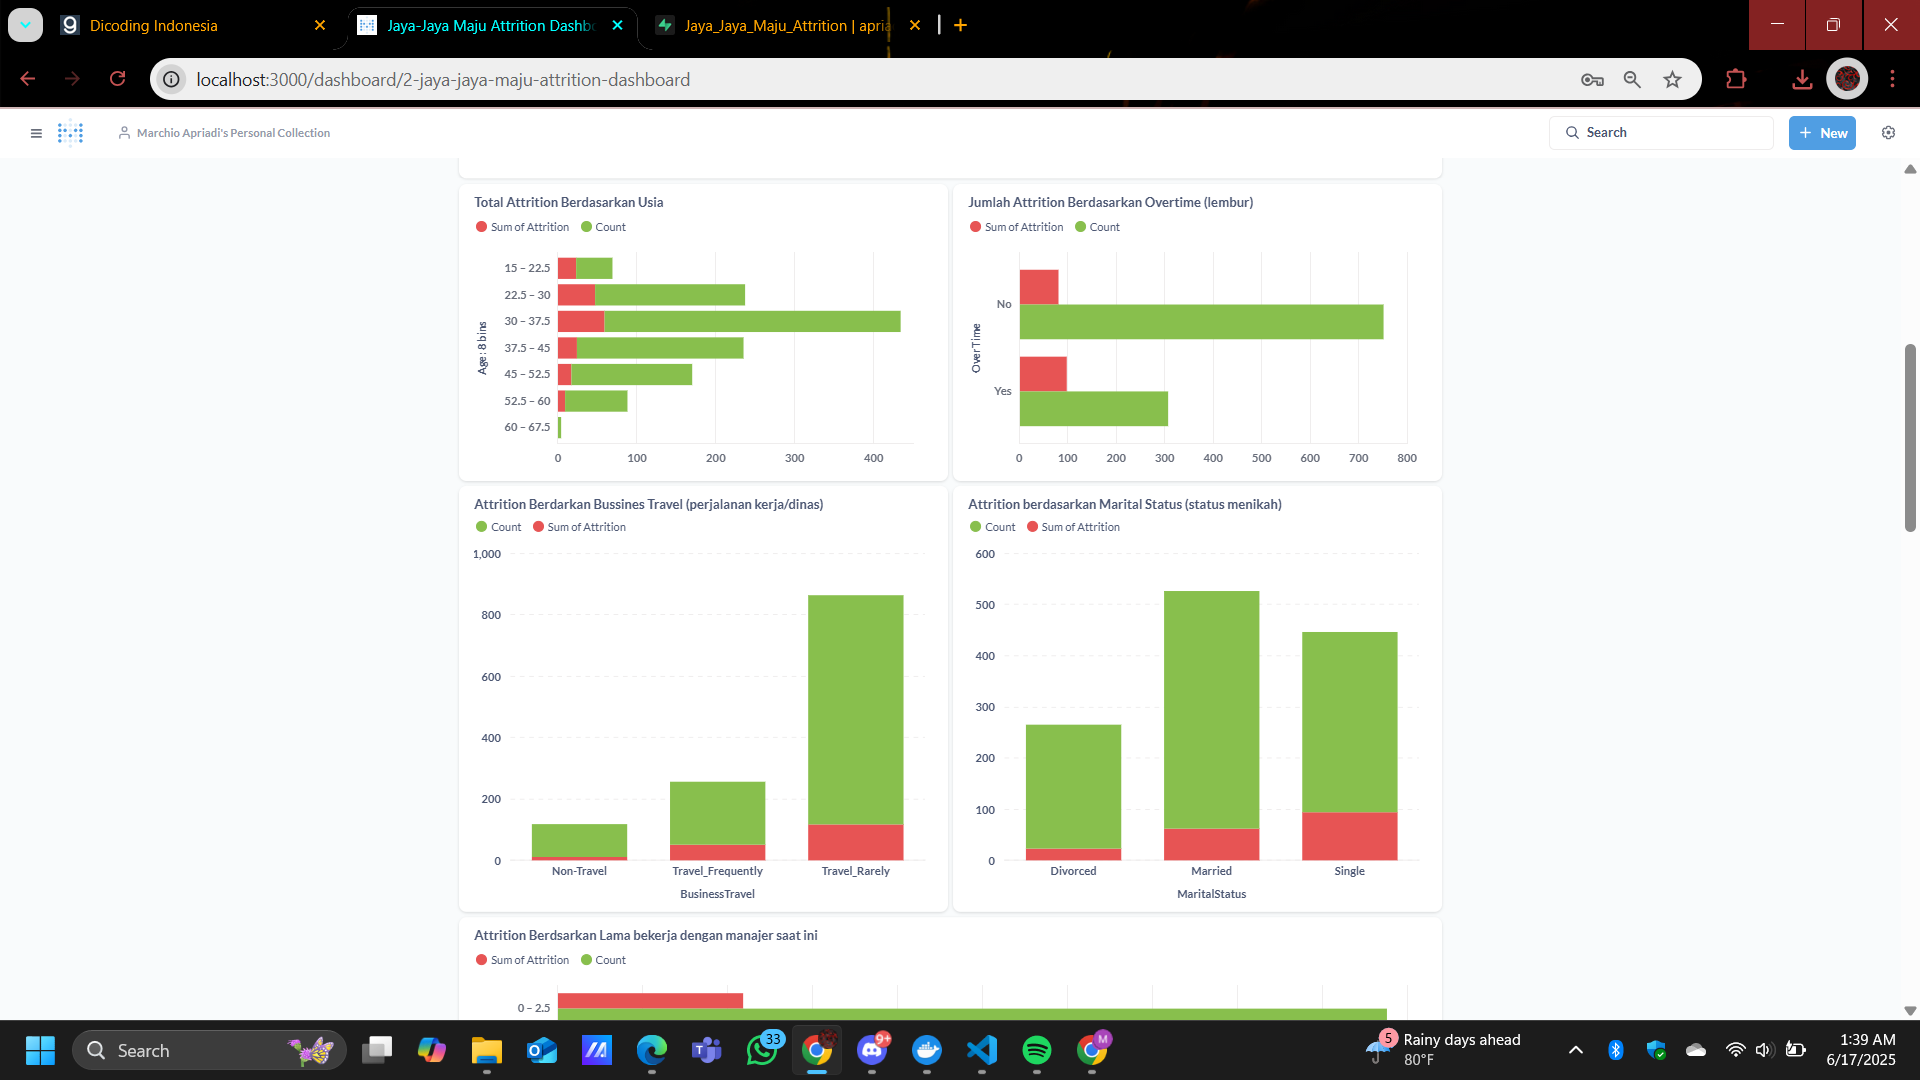 Dicoding Indonesia
Jaya-Jaya Maju Attrition Dashb
Jaya_Jaya_Maju_Attrition | apria
localhost:3000/dashboard/2-jaya-jaya-maju-attrition-dashboard
Marchio Apriadi's Personal Collection
Search
New
Total Attrition Berdasarkan Usia
Sum of Attrition
Count
Age: 8 bins
15 – 22.5
22.5 – 30
30 – 37.5
37.5 – 45
45 – 52.5
52.5 – 60
60 – 67.5
0 100 200 300 400
Jumlah Attrition Berdasarkan Overtime (lembur)
Sum of Attrition
Count
OverTime
No
Yes
0 100 200 300 400 500 600 700 800
Attrition Berdarkan Bussines Travel (perjalanan kerja/dinas)
Count
Sum of Attrition
1,000
800
600
400
200
0
Non-Travel Travel_Frequently Travel_Rarely
BusinessTravel
Attrition berdasarkan Marital Status (status menikah)
Count
Sum of Attrition
600
500
400
300
200
100
0
Divorced Married Single
MaritalStatus
Attrition Berdsarkan Lama bekerja dengan manajer saat ini
Sum of Attrition
Count
0 – 2.5
Search
33
9+
M
5
Rainy days ahead
80°F
1:39 AM
6/17/2025